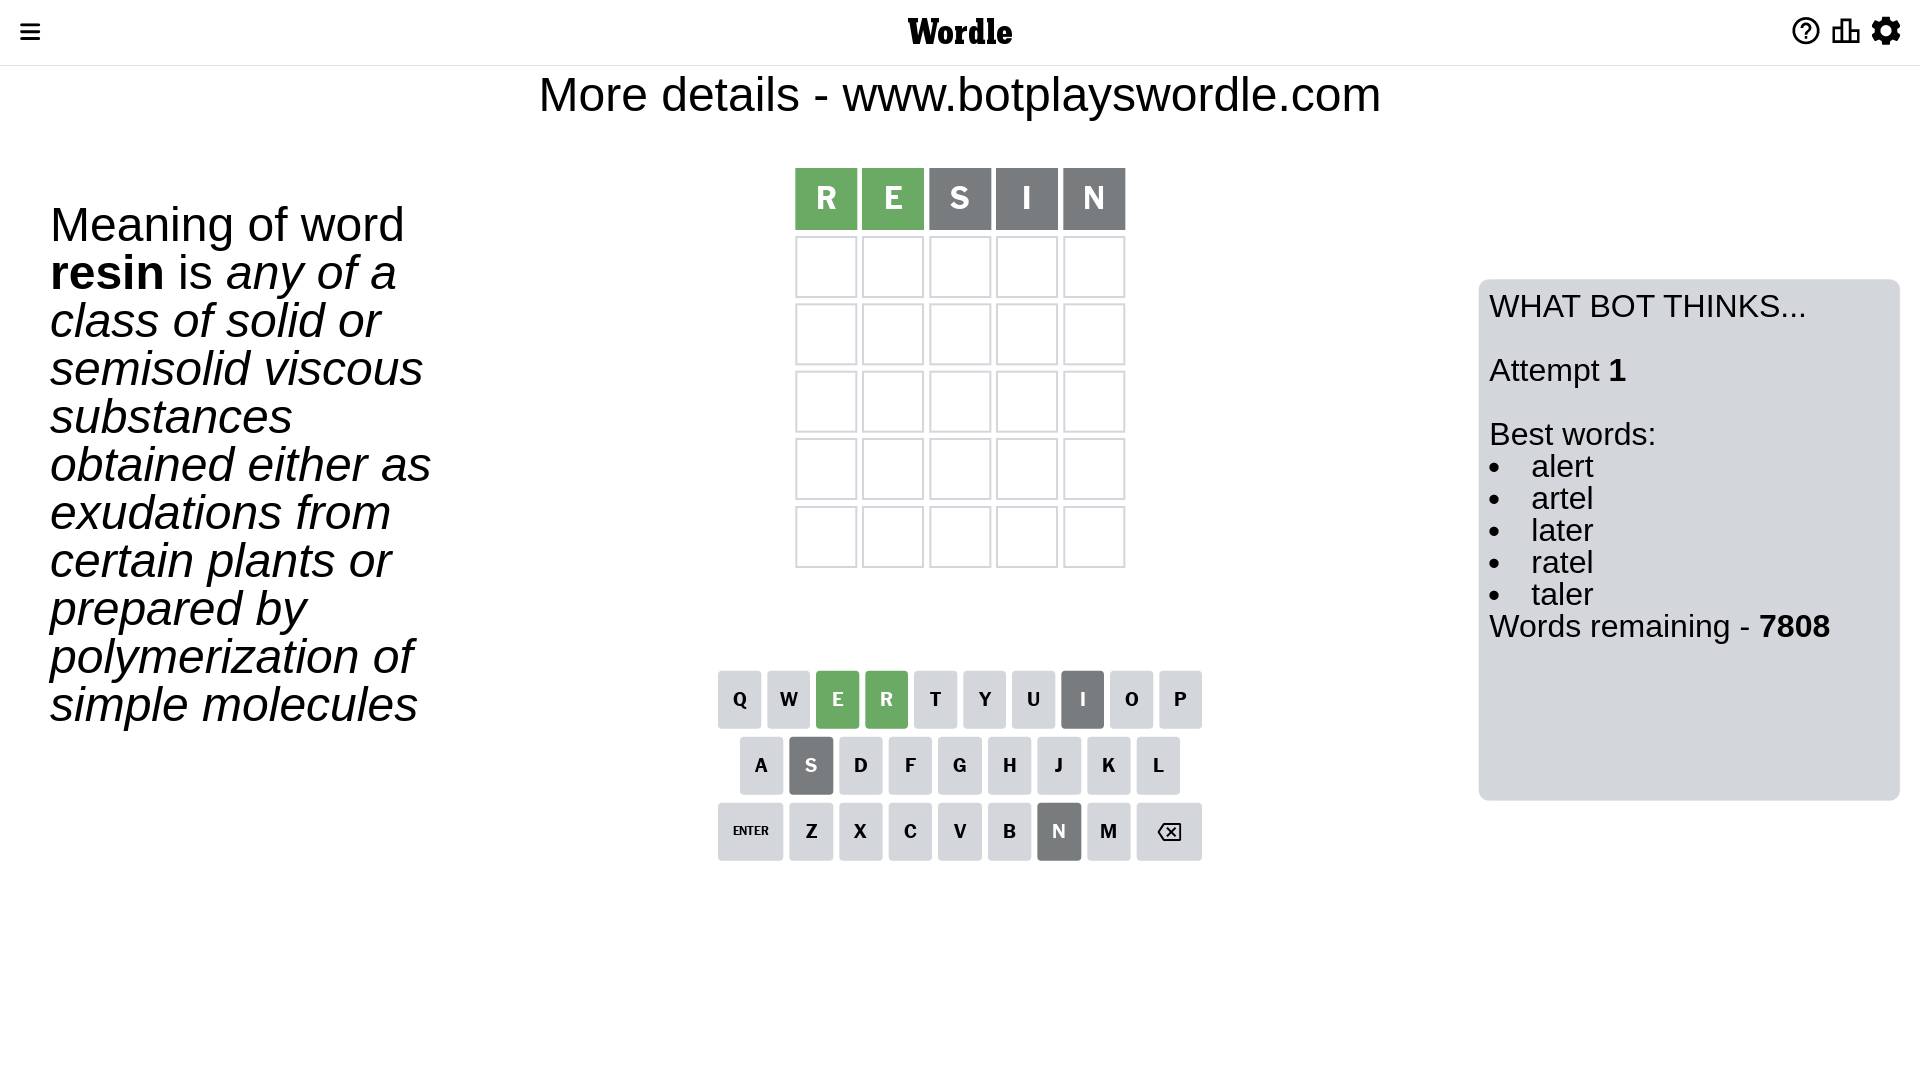 Wordle
More details - www.botplayswordle.com
Meaning of word
resin is any of a
class of solid or
semisolid viscous
substances
obtained either as
exudations from
certain plants or
prepared by
polymerization of
simple molecules
R E S I N
WHAT BOT THINKS...
Attempt 1
Best words:
• alert
• artel
• later
• ratel
• taler
Words remaining - 7808
Q W E R T Y U I O P
A S D F G H J K L
ENTER Z X C V B N M